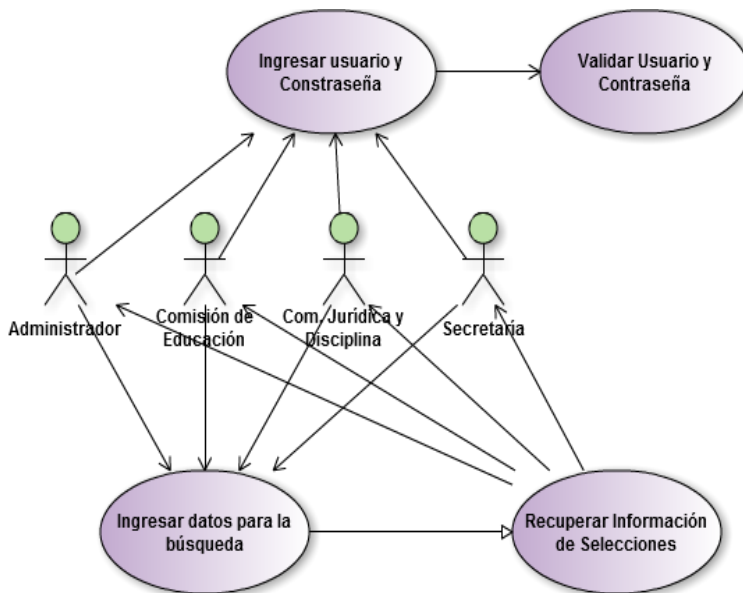 Ingresar usuario y
Constraseña
Validar Usuario y
Contraseña
Administrador
Comisión de
Educación
Com. Jurídica y
Disciplina
Secretaria
Ingresar datos para la
búsqueda
Recuperar Información
de Selecciones